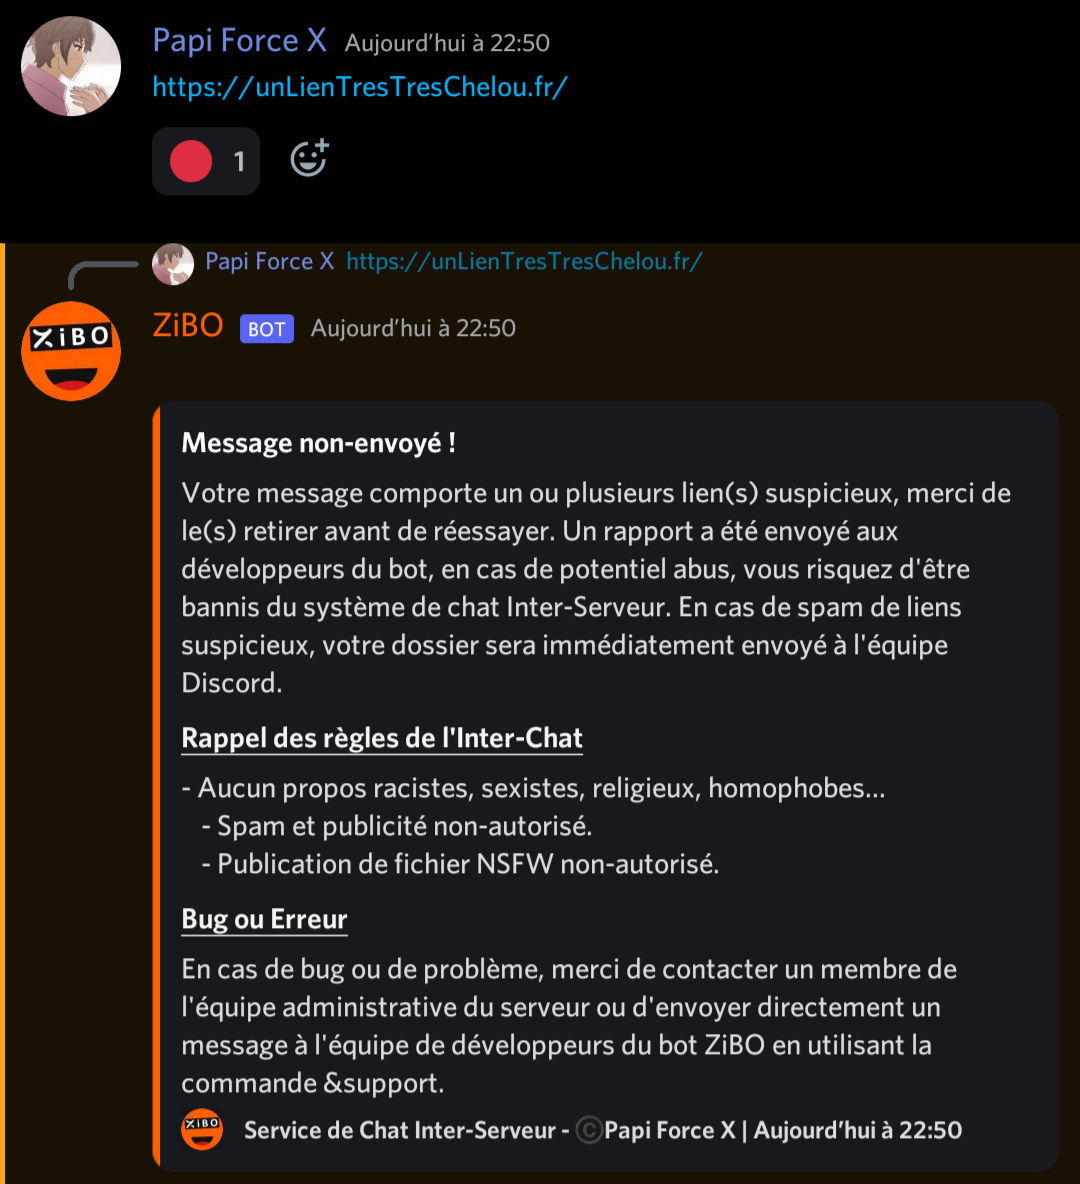 Papi Force X Aujourd'hui à 22:50
https://unLienTresTresChelou.fr/
1
Papi Force X https://unLienTresTresChelou.fr/
XiBO
ZiBO BOT Aujourd'hui à 22:50
Message non-envoyé !
Votre message comporte un ou plusieurs lien(s) suspicieux, merci de
le(s) retirer avant de réessayer. Un rapport a été envoyé aux
développeurs du bot, en cas de potentiel abus, vous risquez d'être
bannis du système de chat Inter-Serveur. En cas de spam de liens
suspicieux, votre dossier sera immédiatement envoyé à l'équipe
Discord.
Rappel des règles de l'Inter-Chat
- Aucun propos racistes, sexistes, religieux, homophobes...
- Spam et publicité non-autorisé.
- Publication de fichier NSFW non-autorisé.
Bug ou Erreur
En cas de bug ou de problème, merci de contacter un membre de
l'équipe administrative du serveur ou d'envoyer directement un
message à l'équipe de développeurs du bot ZiBO en utilisant la
commande &support.
XiBO
Service de Chat Inter-Serveur - ©Papi Force X | Aujourd'hui à 22:50